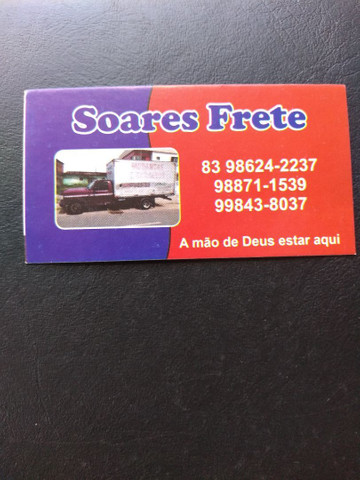 Soares Frete
83 98624-2237
98871-1539
99843-8037
A mão de Deus estar aqui